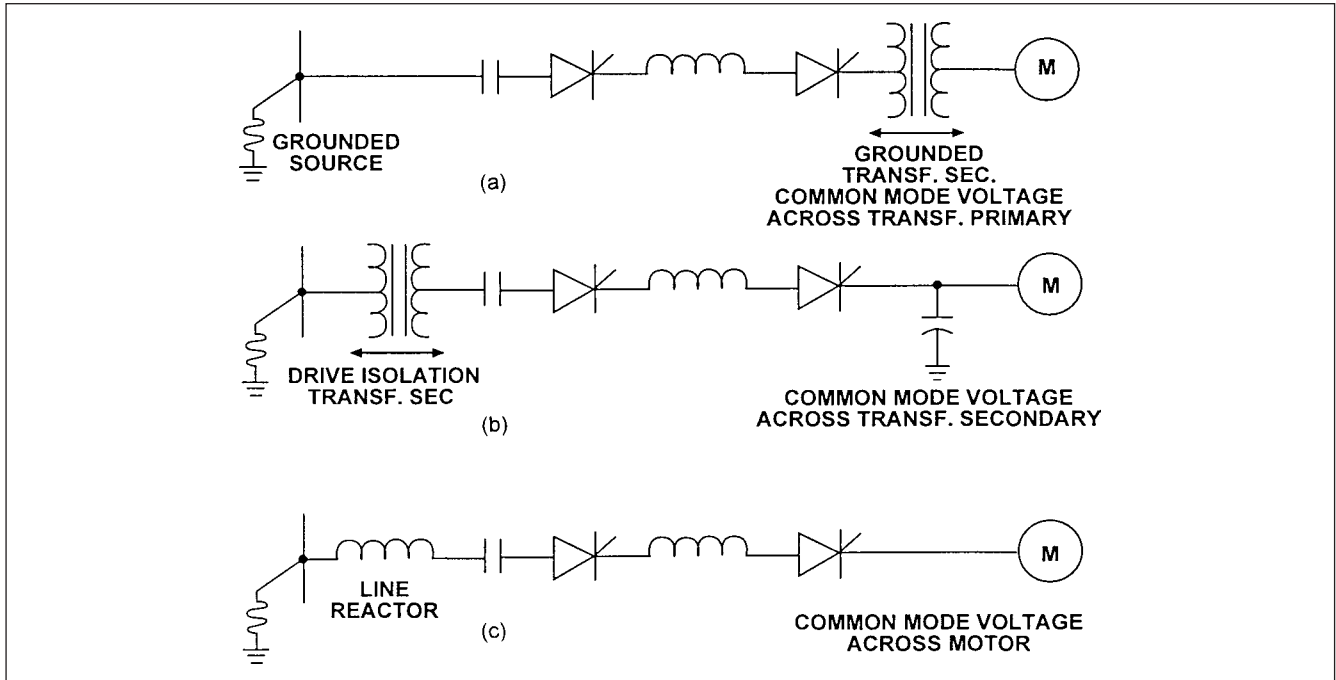 M
GROUNDED
SOURCE
(a)
GROUNDED
TRANSF. SEC.
COMMON MODE VOLTAGE
ACROSS TRANSF. PRIMARY
M
DRIVE ISOLATION
TRANSF. SEC
(b)
COMMON MODE VOLTAGE
ACROSS TRANSF. SECONDARY
M
LINE
REACTOR
(c)
COMMON MODE VOLTAGE
ACROSS MOTOR